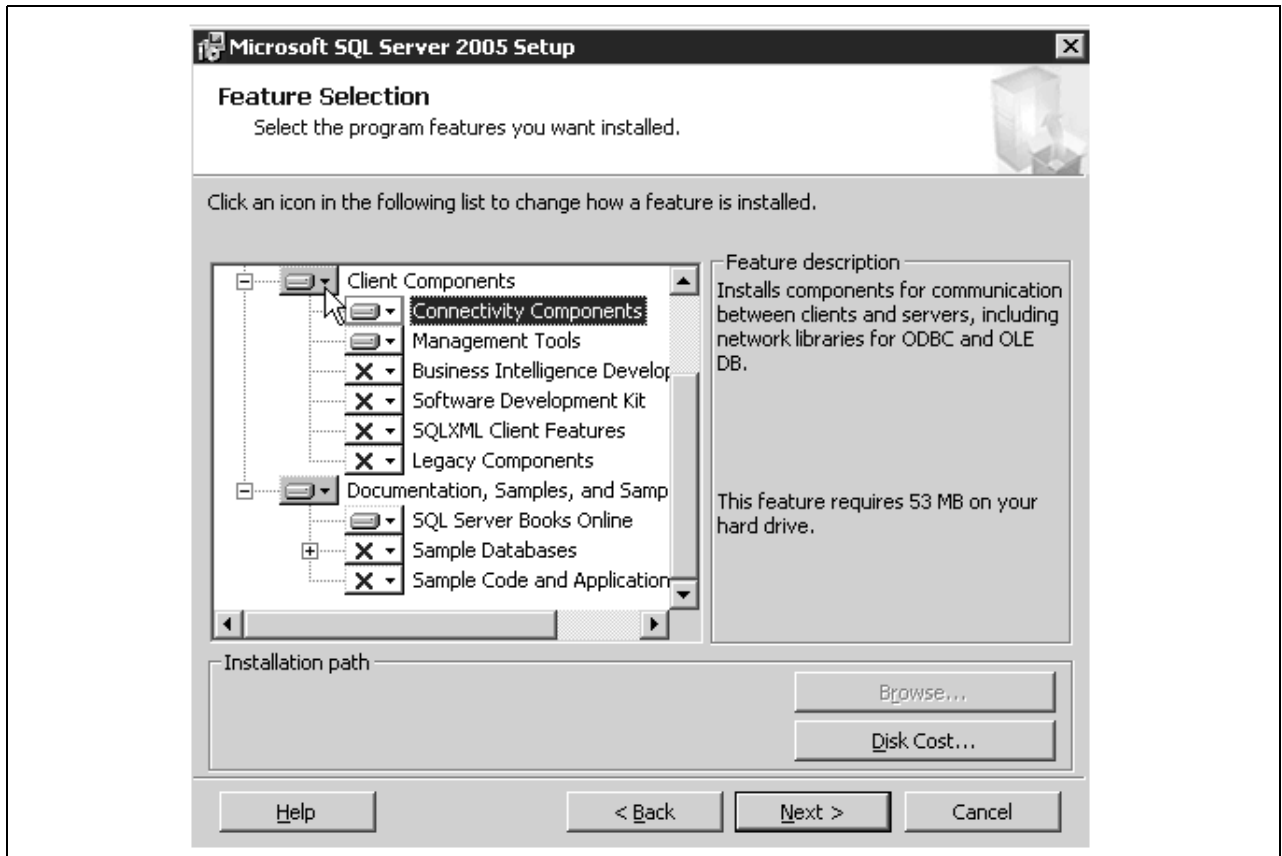 Microsoft SQL Server 2005 Setup
Feature Selection
Select the program features you want installed.
Click an icon in the following list to change how a feature is installed.
Client Components
Connectivity Components
Management Tools
Business Intelligence Develop
Software Development Kit
SQLXML Client Features
Legacy Components
Documentation, Samples, and Samp
SQL Server Books Online
Sample Databases
Sample Code and Application
Feature description
Installs components for communication
between clients and servers, including
network libraries for ODBC and OLE
DB.
This feature requires 53 MB on your
hard drive.
Installation path
Browse...
Disk Cost...
Help
< Back
Next >
Cancel